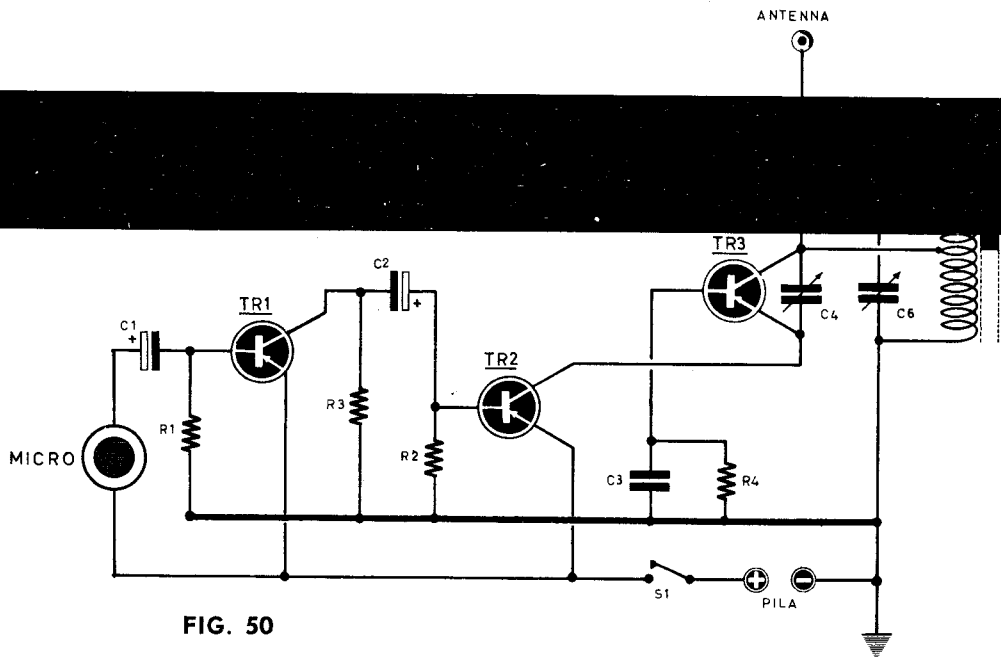 ANTENNA
TR3
C2
TR1
C1
+
+
C4
C6
TR2
R3
R1
R2
MICRO
C3
R4
S1
+
−
PILA
FIG. 50